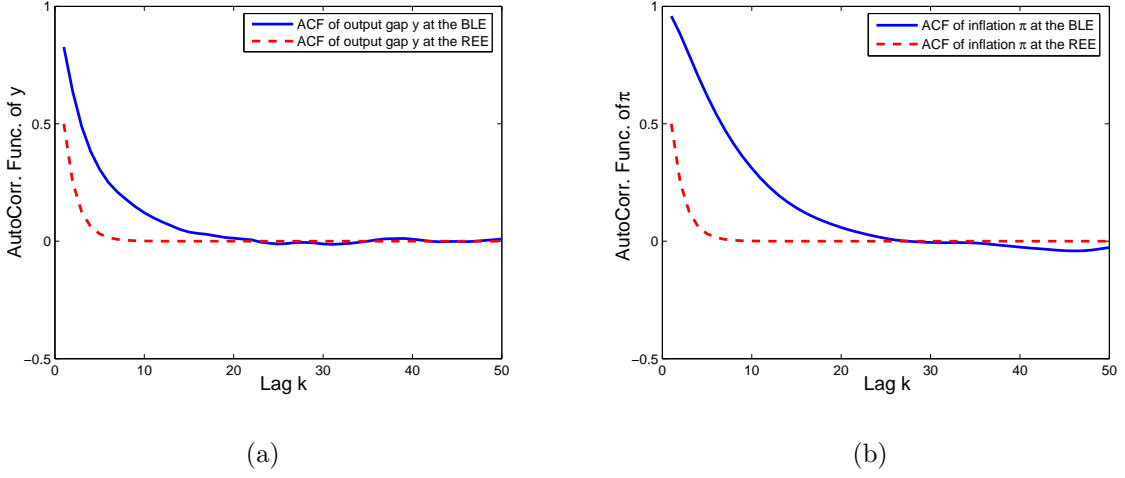 ACF of output gap y at the BLE
ACF of output gap y at the REE
AutoCorr. Func. of y
1
0.5
0
−0.5
0 10 20 30 40 50
Lag k
(a)
ACF of inflation π at the BLE
ACF of inflation π at the REE
AutoCorr. Func. of π
1
0.5
0
−0.5
0 10 20 30 40 50
Lag k
(b)